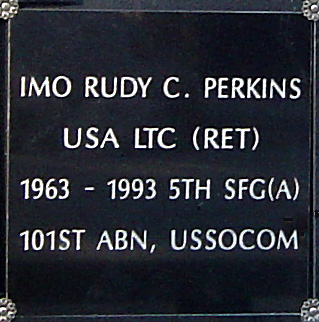 IMO RUDY C. PERKINS
USA LTC (RET)
1963 - 1993 5TH SFG(A)
101ST ABN, USSOCOM